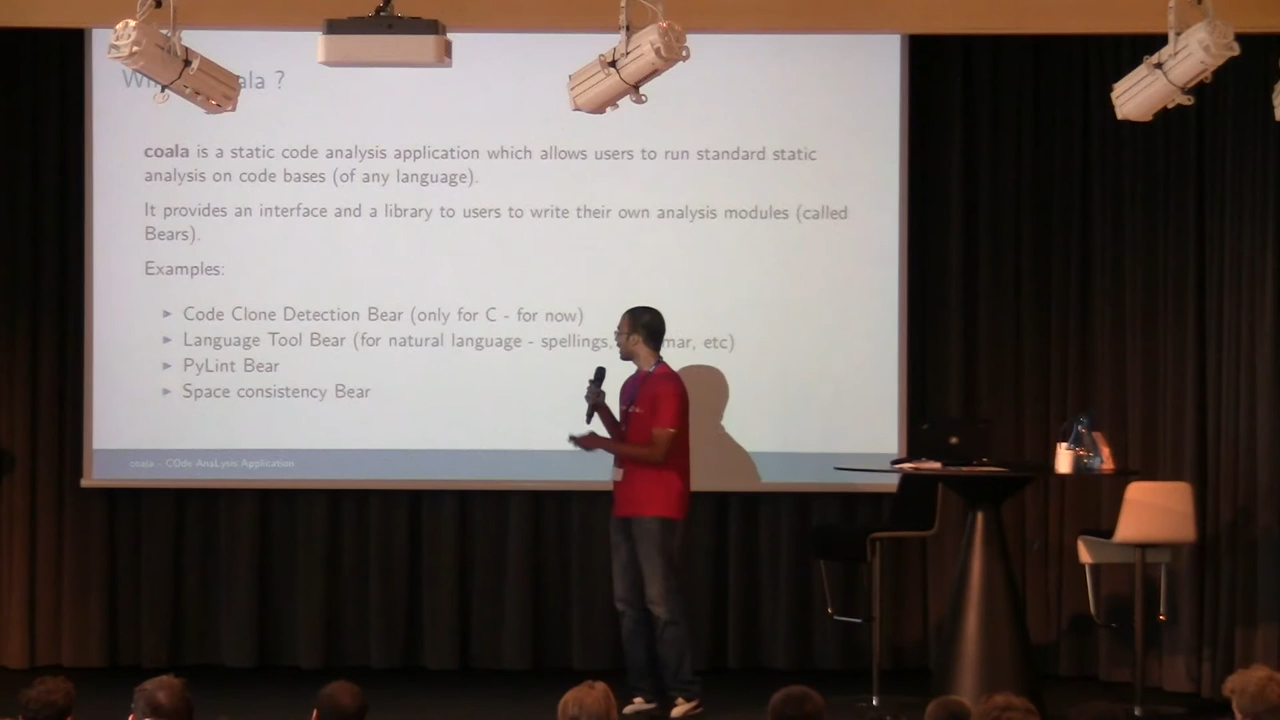 ala ?
coala is a static code analysis application which allows users to run standard static
analysis on code bases (of any language).
It provides an interface and a library to users to write their own analysis modules (called
Bears).
Examples:
Code Clone Detection Bear (only for C - for now)
Language Tool Bear (for natural language - spellings, mar, etc)
PyLint Bear
Space consistency Bear
coala - COde AnaLysis Application